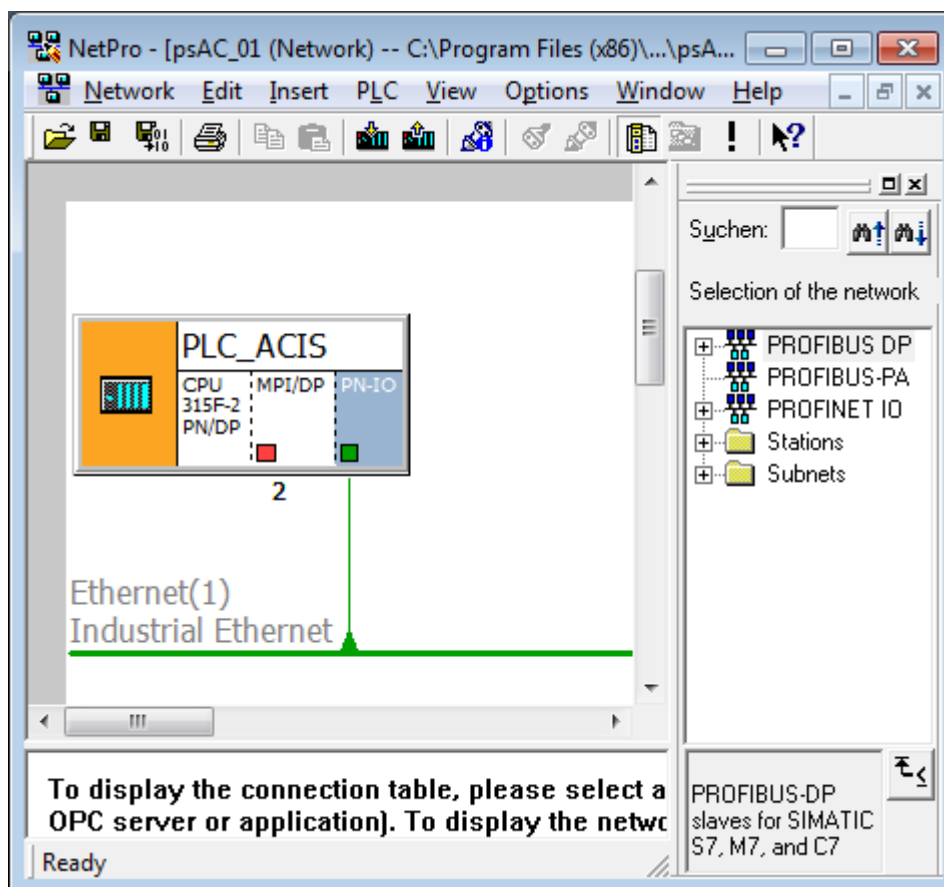 NetPro - [psAC_01 (Network) -- C:\Program Files (x86)\...\psA...
Network Edit Insert PLC View Options Window Help
Suchen:
Selection of the network
PROFIBUS DP
PROFIBUS-PA
PROFINET IO
Stations
Subnets
PLC_ACIS
CPU
315F-2
PN/DP
MPI/DP
PN-IO
2
Ethernet(1)
Industrial Ethernet
To display the connection table, please select a
OPC server or application). To display the netwo
PROFIBUS-DP
slaves for SIMATIC
S7, M7, and C7
Ready